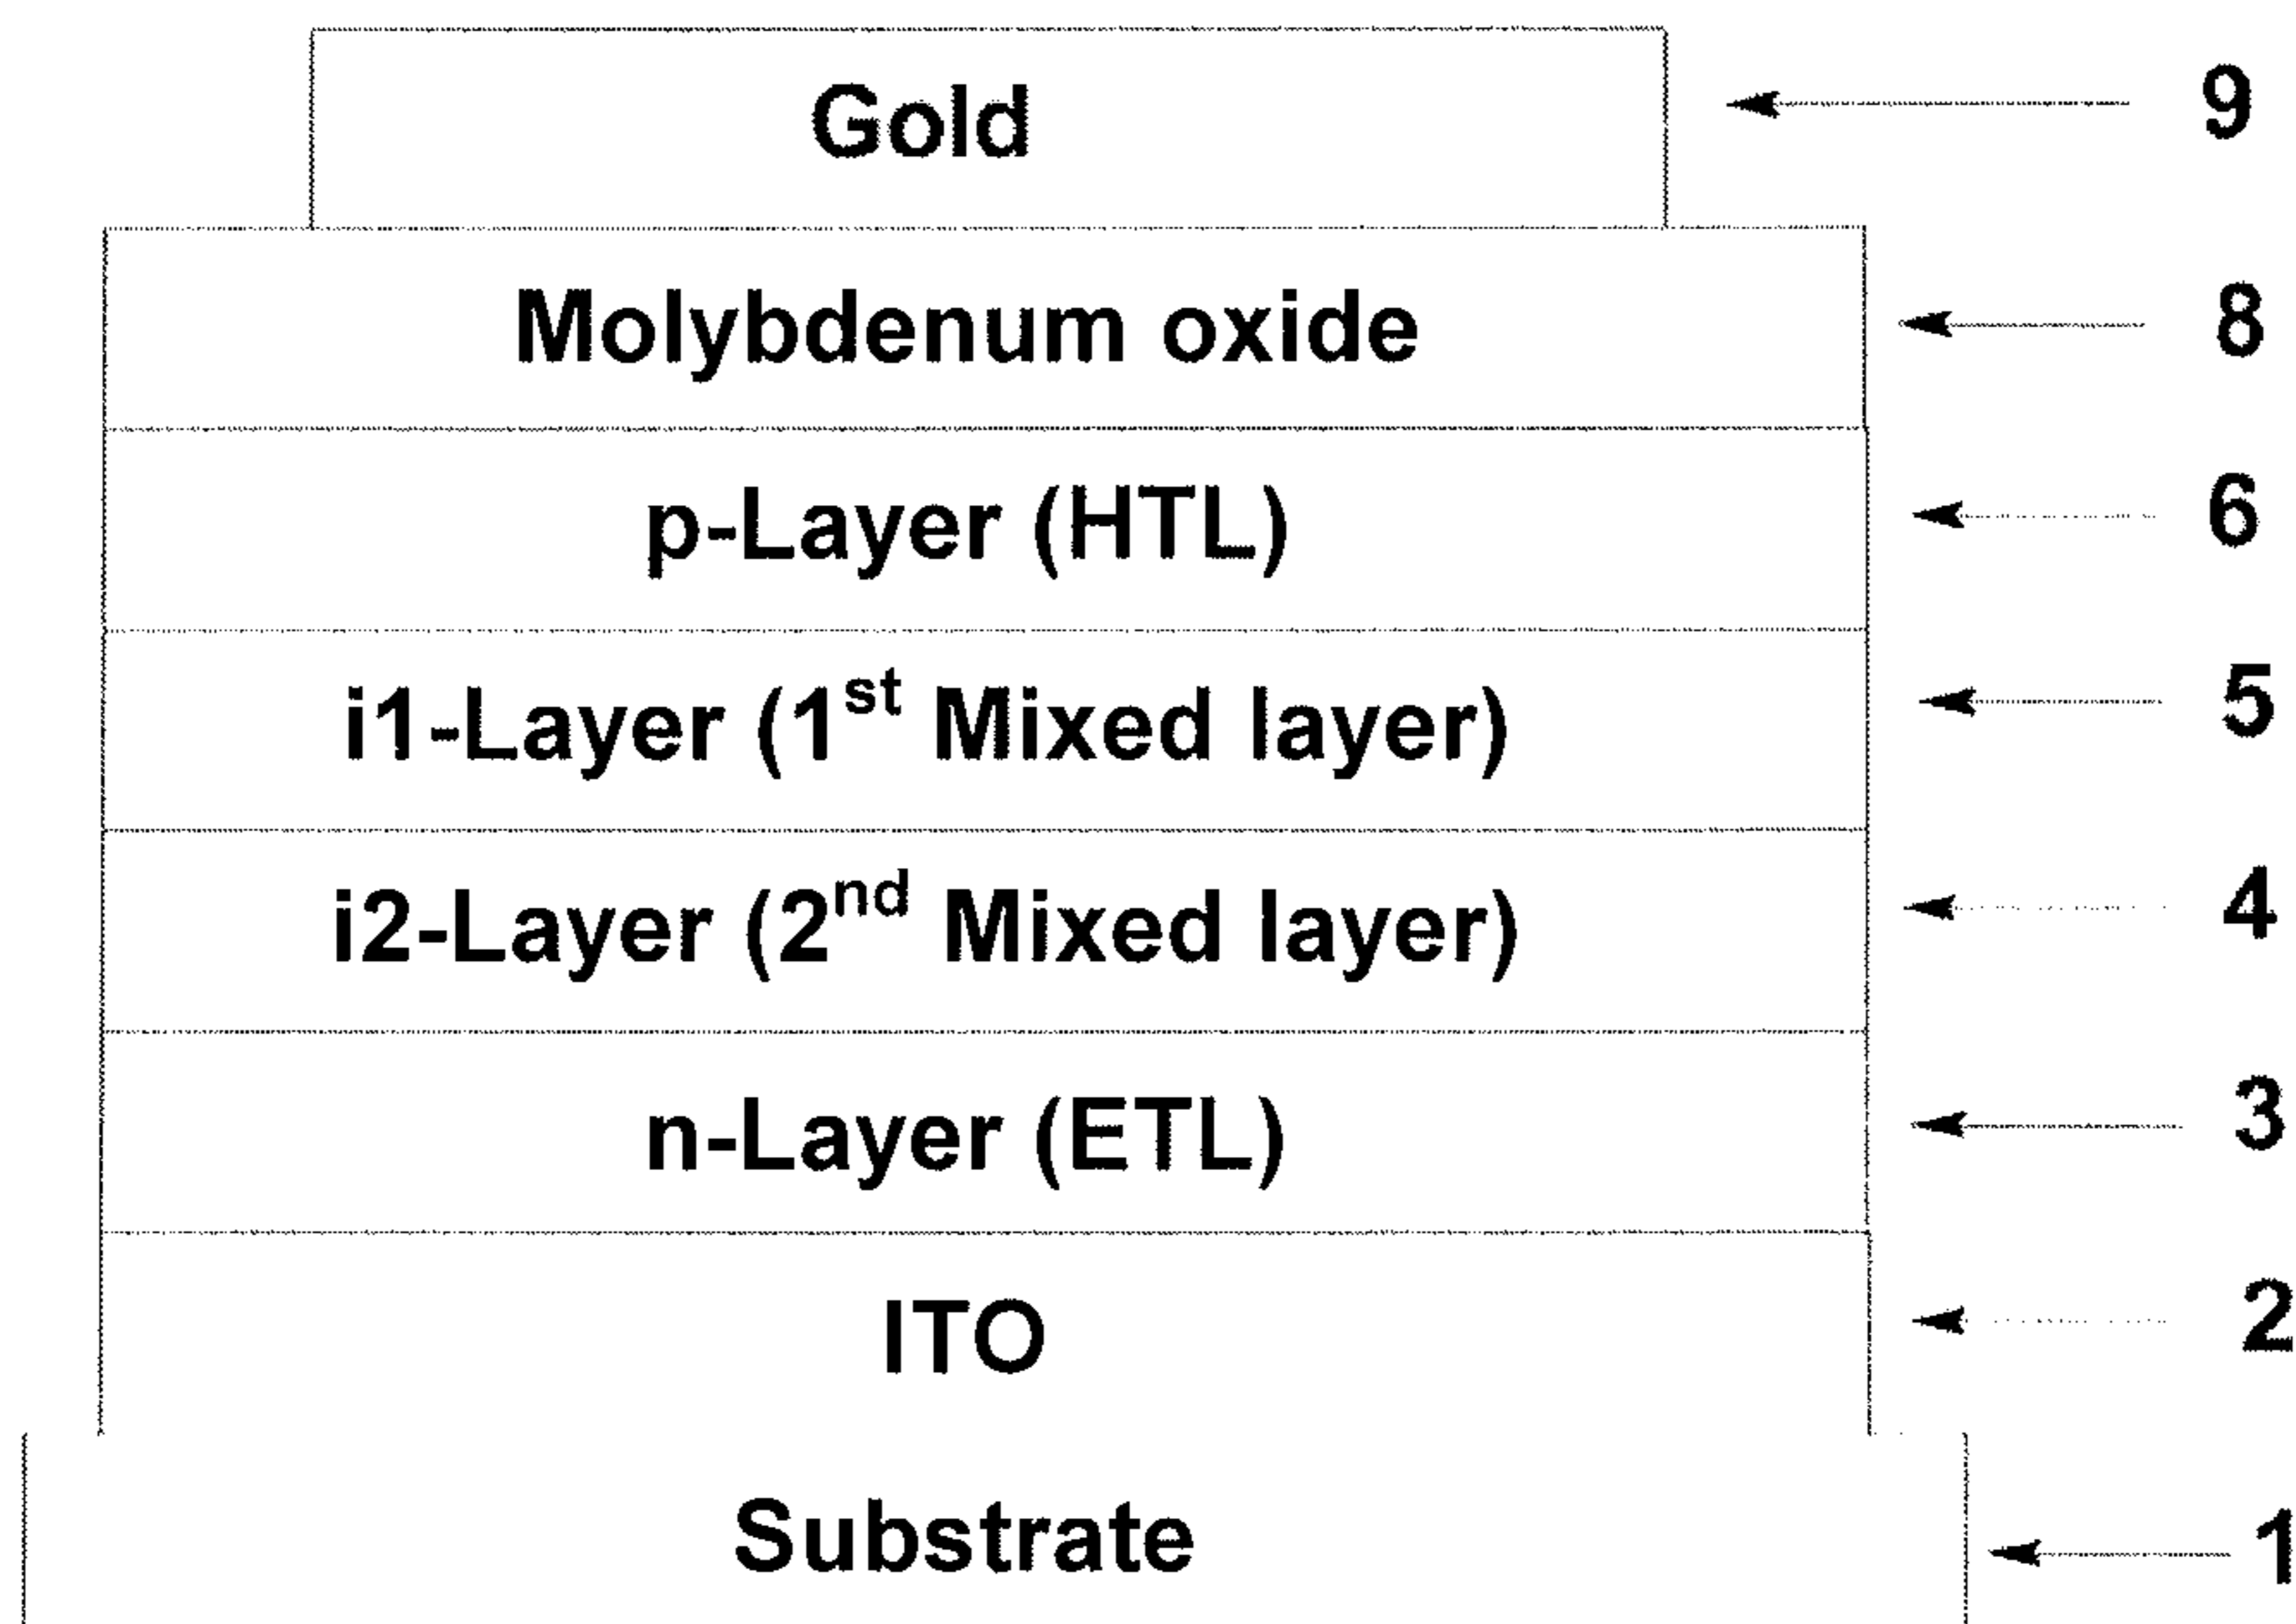 Gold 9
Molybdenum oxide 8
p-Layer (HTL) 6
i1-Layer (1st Mixed layer) 5
i2-Layer (2nd Mixed layer) 4
n-Layer (ETL) 3
ITO 2
Substrate 1